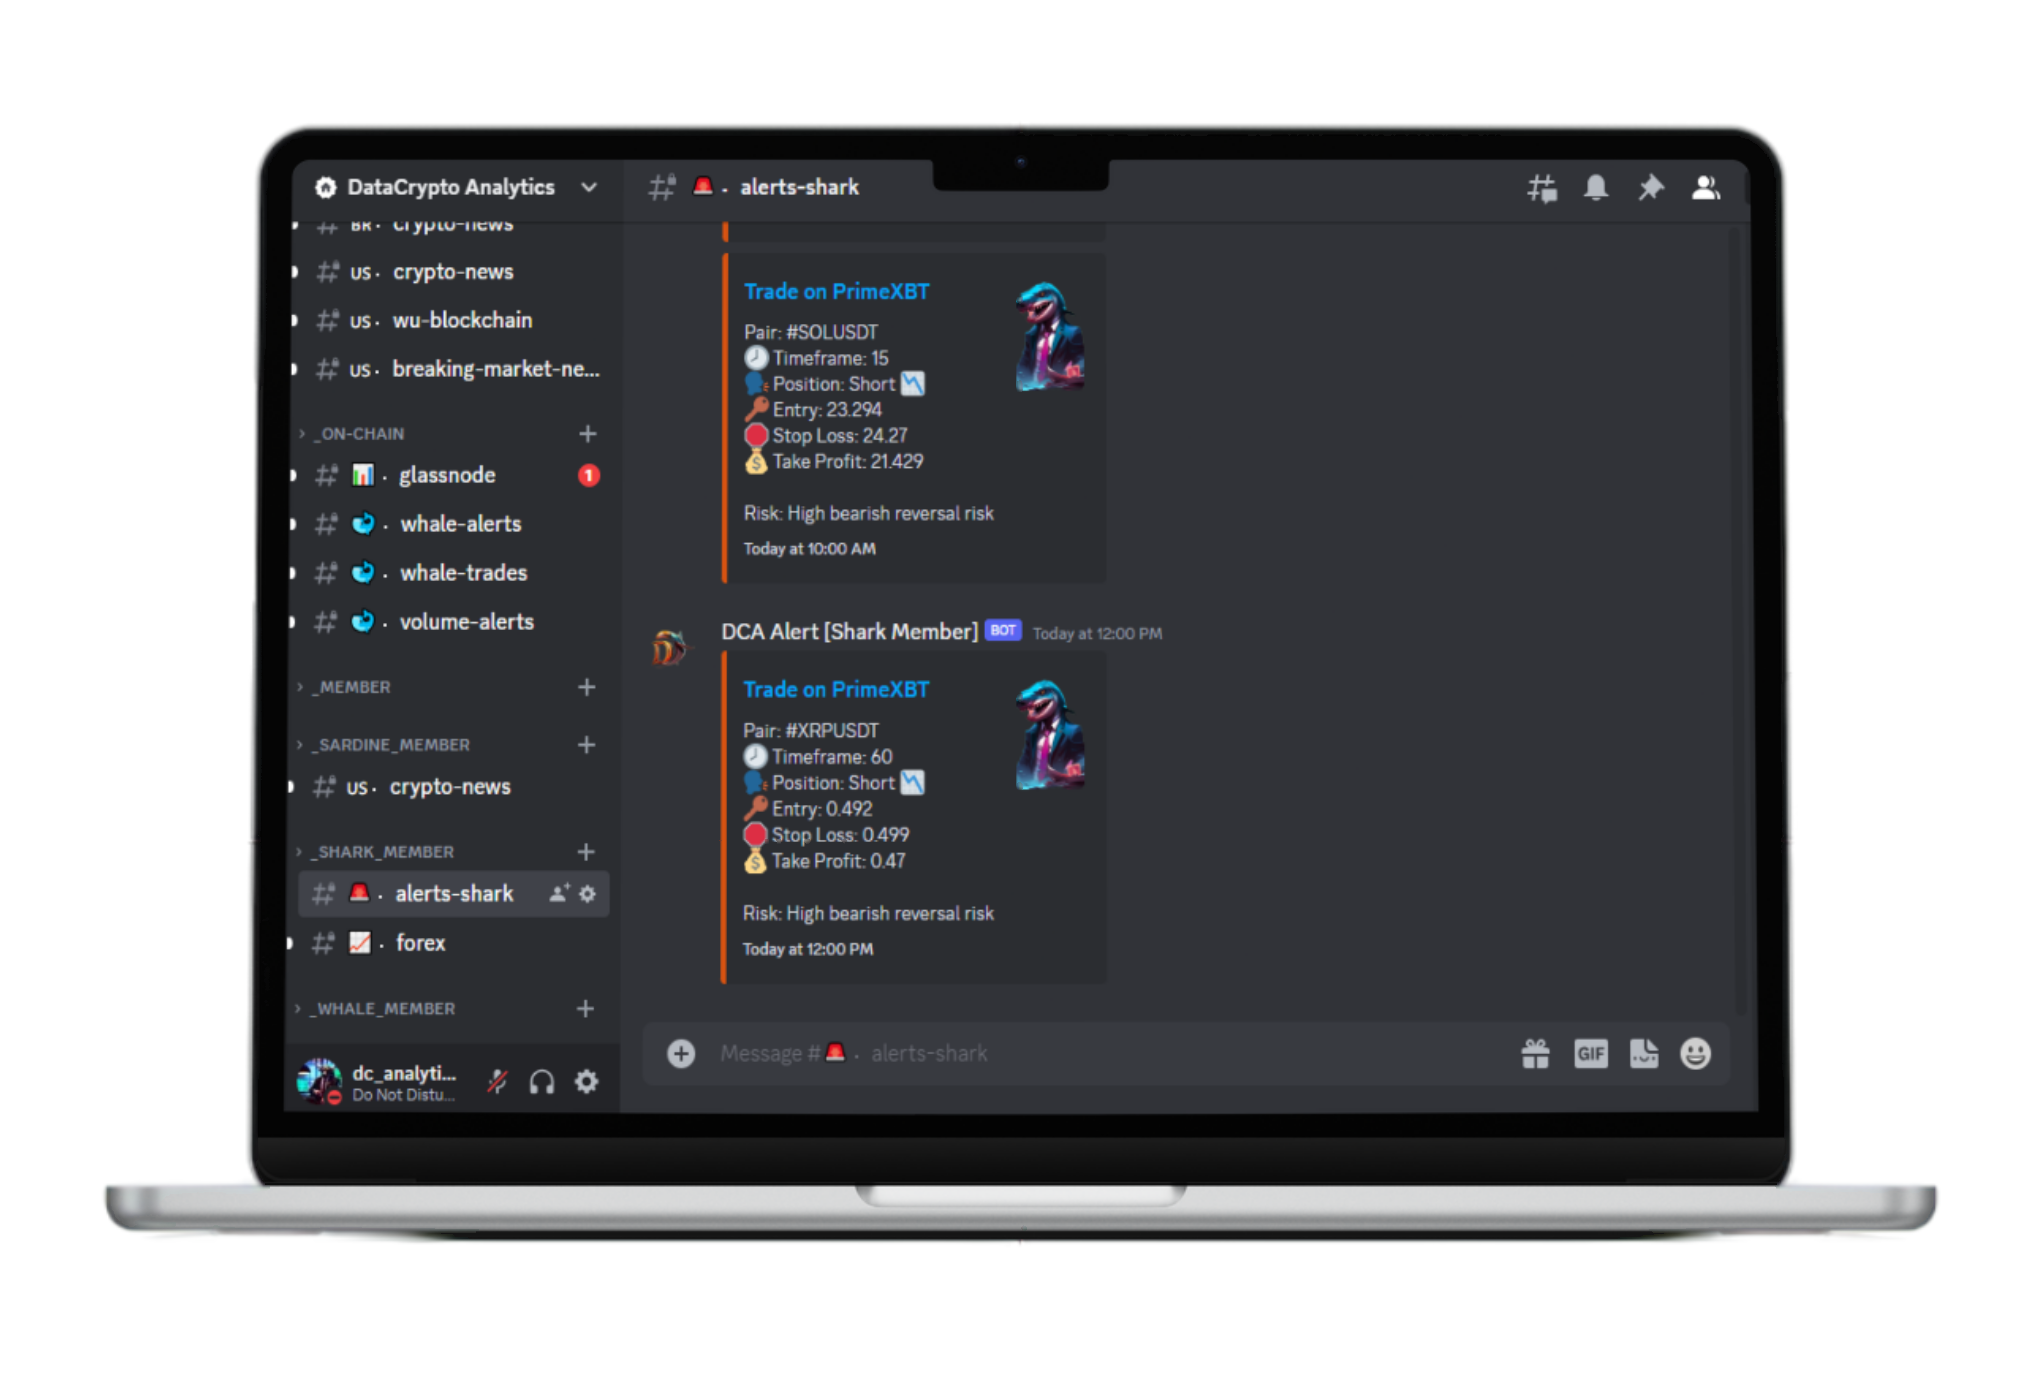 DataCrypto Analytics
BR · crypto-news
US · crypto-news
US · wu-blockchain
US · breaking-market-ne...
_ON-CHAIN
glassnode
1
whale-alerts
whale-trades
volume-alerts
_MEMBER
_SARDINE_MEMBER
US · crypto-news
_SHARK_MEMBER
alerts-shark
forex
_WHALE_MEMBER
dc_analyti...
Do Not Distu...
alerts-shark
Trade on PrimeXBT
Pair: #SOLUSDT
Timeframe: 15
Position: Short
Entry: 23.294
Stop Loss: 24.27
Take Profit: 21.429
Risk: High bearish reversal risk
Today at 10:00 AM
DCA Alert [Shark Member] BOT Today at 12:00 PM
Trade on PrimeXBT
Pair: #XRPUSDT
Timeframe: 60
Position: Short
Entry: 0.492
Stop Loss: 0.499
Take Profit: 0.47
Risk: High bearish reversal risk
Today at 12:00 PM
Message # · alerts-shark
GIF